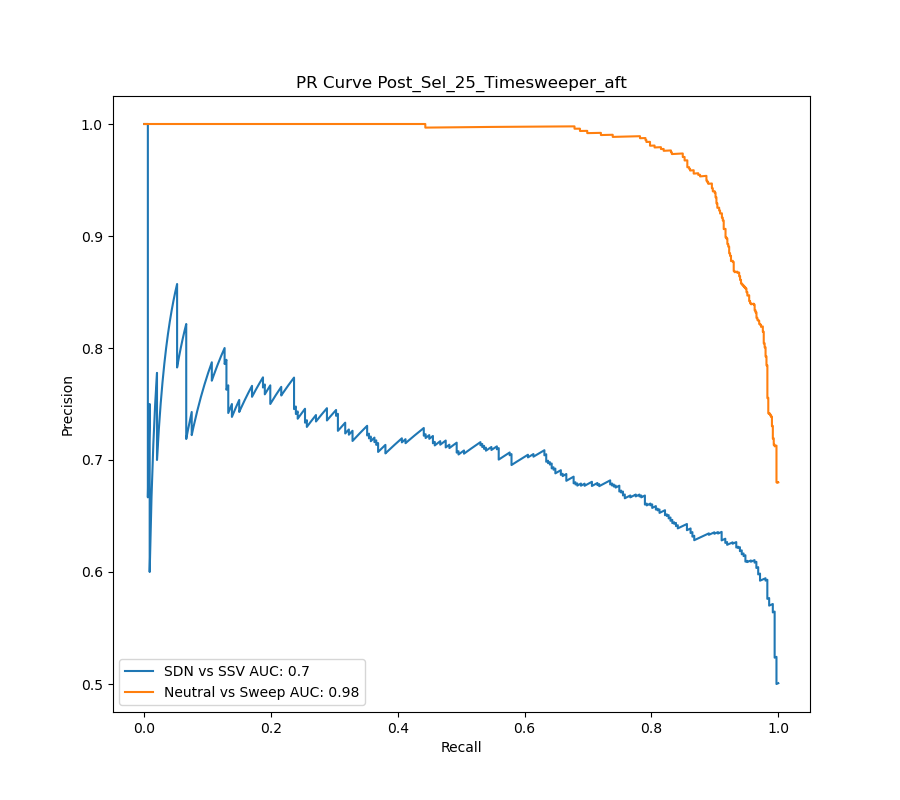 PR Curve Post_Sel_25_Timesweeper_aft
1.0
0.9
0.8
0.7
0.6
0.5
Precision
SDN vs SSV AUC: 0.7
Neutral vs Sweep AUC: 0.98
0.0 0.2 0.4 0.6 0.8 1.0
Recall